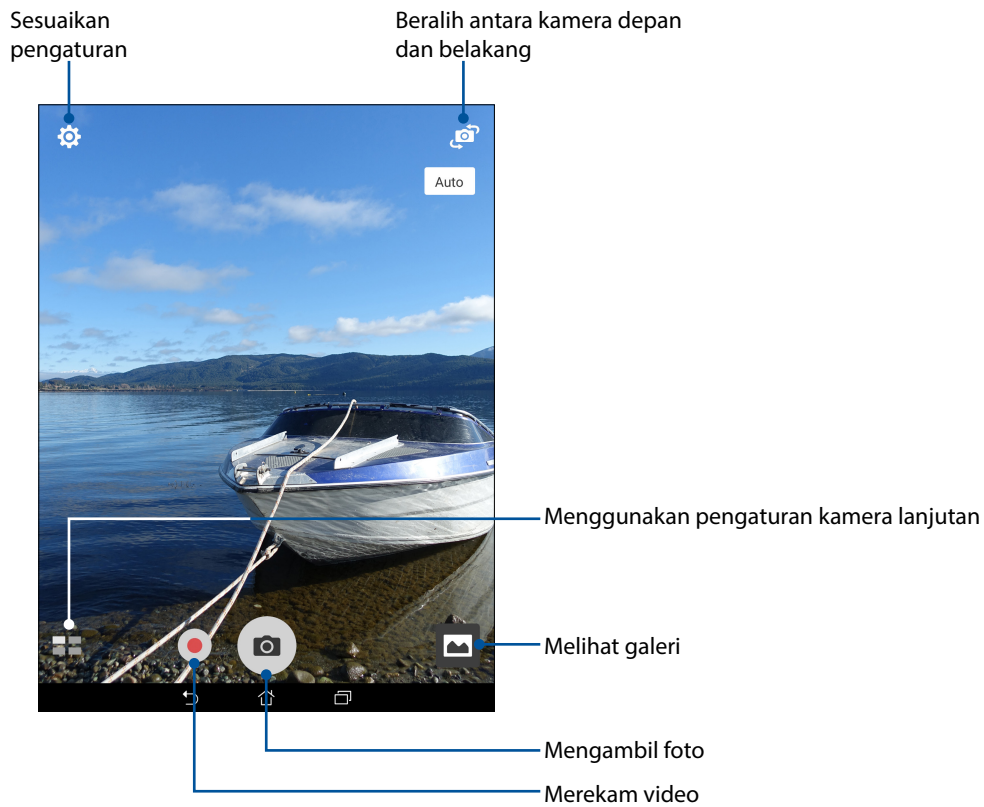 Sesuaikan
pengaturan
Beralih antara kamera depan
dan belakang
Auto
Menggunakan pengaturan kamera lanjutan
Melihat galeri
Mengambil foto
Merekam video